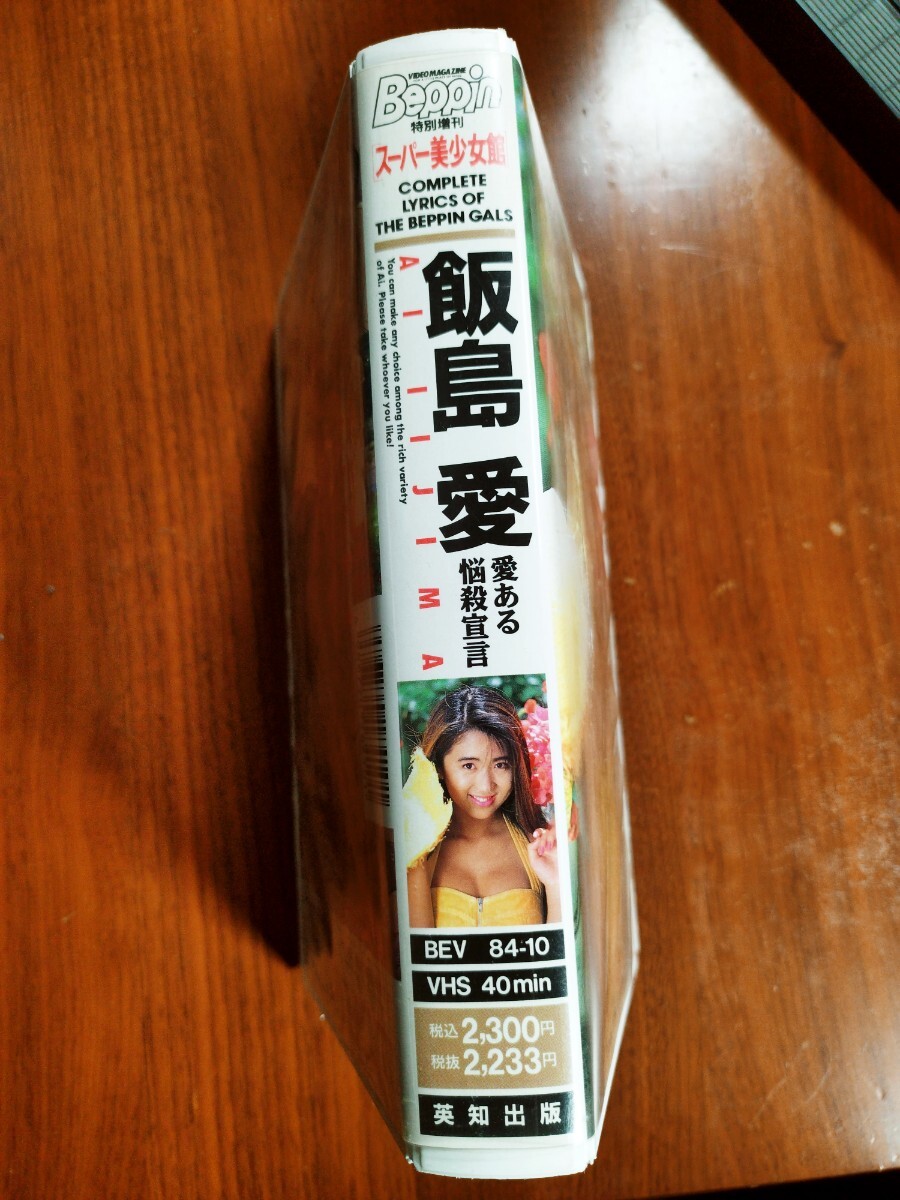 VIDEO MAGAZINE
Beppin
特別増刊
スーパー美少女館
COMPLETE
LYRICS OF
THE BEPPIN GALS
飯島 愛
AI IIJIMA
You can make any choice among the rich variety
of Ai. Please take whoever you like!
愛ある
悩殺宣言
BEV 84-10
VHS 40min
税込2,300円
税抜2,233円
英知出版